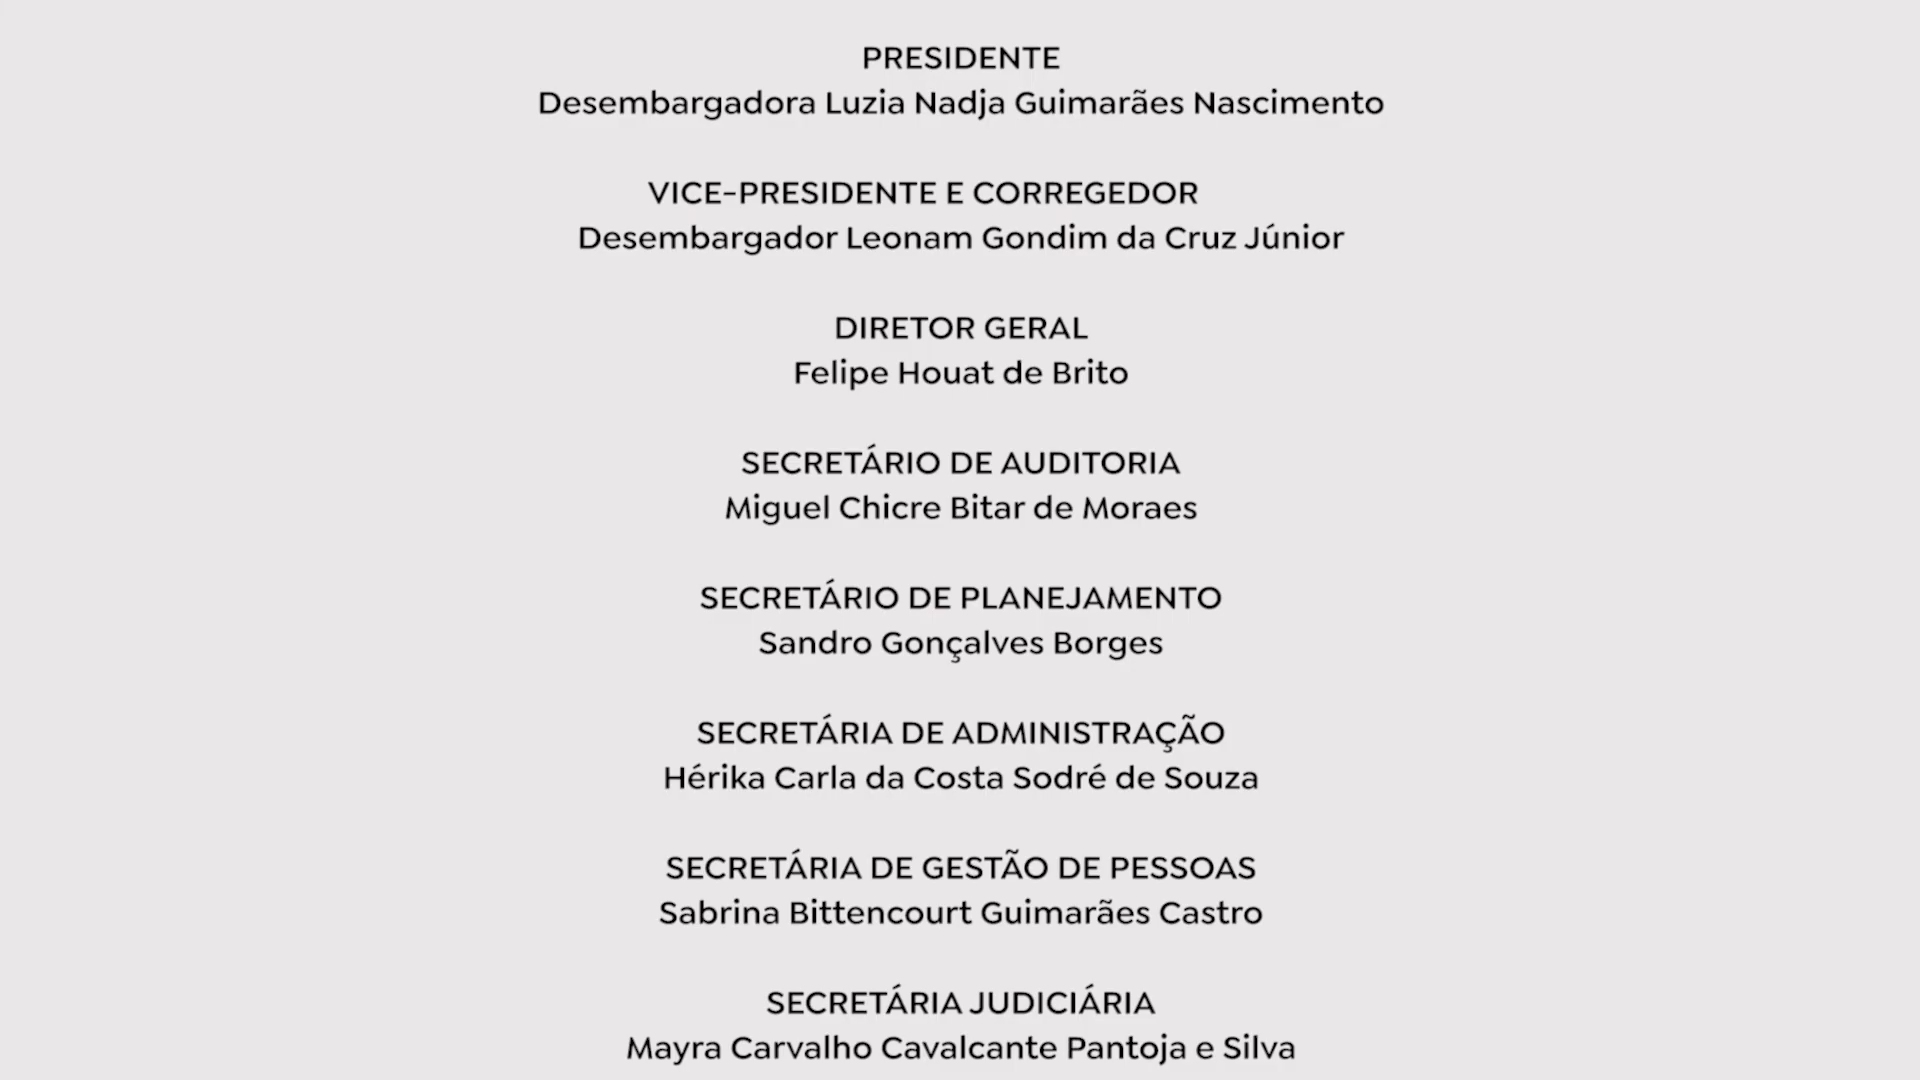 PRESIDENTE
Desembargadora Luzia Nadja Guimarães Nascimento
VICE-PRESIDENTE E CORREGEDOR
Desembargador Leonam Gondim da Cruz Júnior
DIRETOR GERAL
Felipe Houat de Brito
SECRETÁRIO DE AUDITORIA
Miguel Chicre Bitar de Moraes
SECRETÁRIO DE PLANEJAMENTO
Sandro Gonçalves Borges
SECRETÁRIA DE ADMINISTRAÇÃO
Hérika Carla da Costa Sodré de Souza
SECRETÁRIA DE GESTÃO DE PESSOAS
Sabrina Bittencourt Guimarães Castro
SECRETÁRIA JUDICIÁRIA
Mayra Carvalho Cavalcante Pantoja e Silva